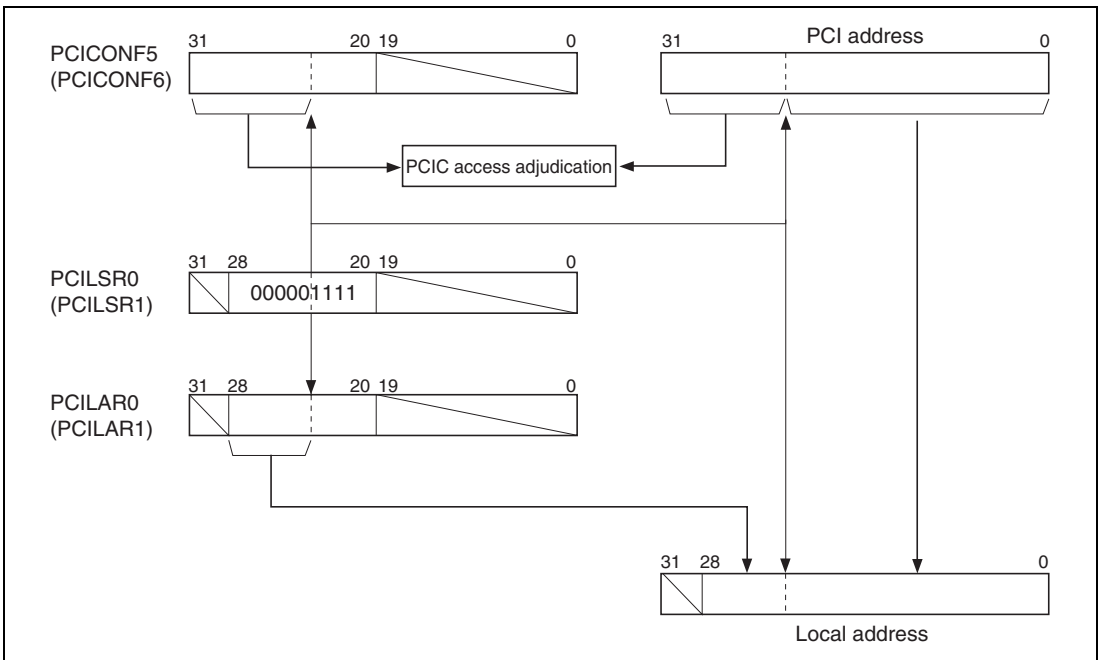 PCICONF5
(PCICONF6)
31 20 19 0
31 PCI address 0
PCIC access adjudication
PCILSR0
(PCILSR1)
31 28 20 19 0
000001111
PCILAR0
(PCILAR1)
31 28 20 19 0
31 28 0
Local address